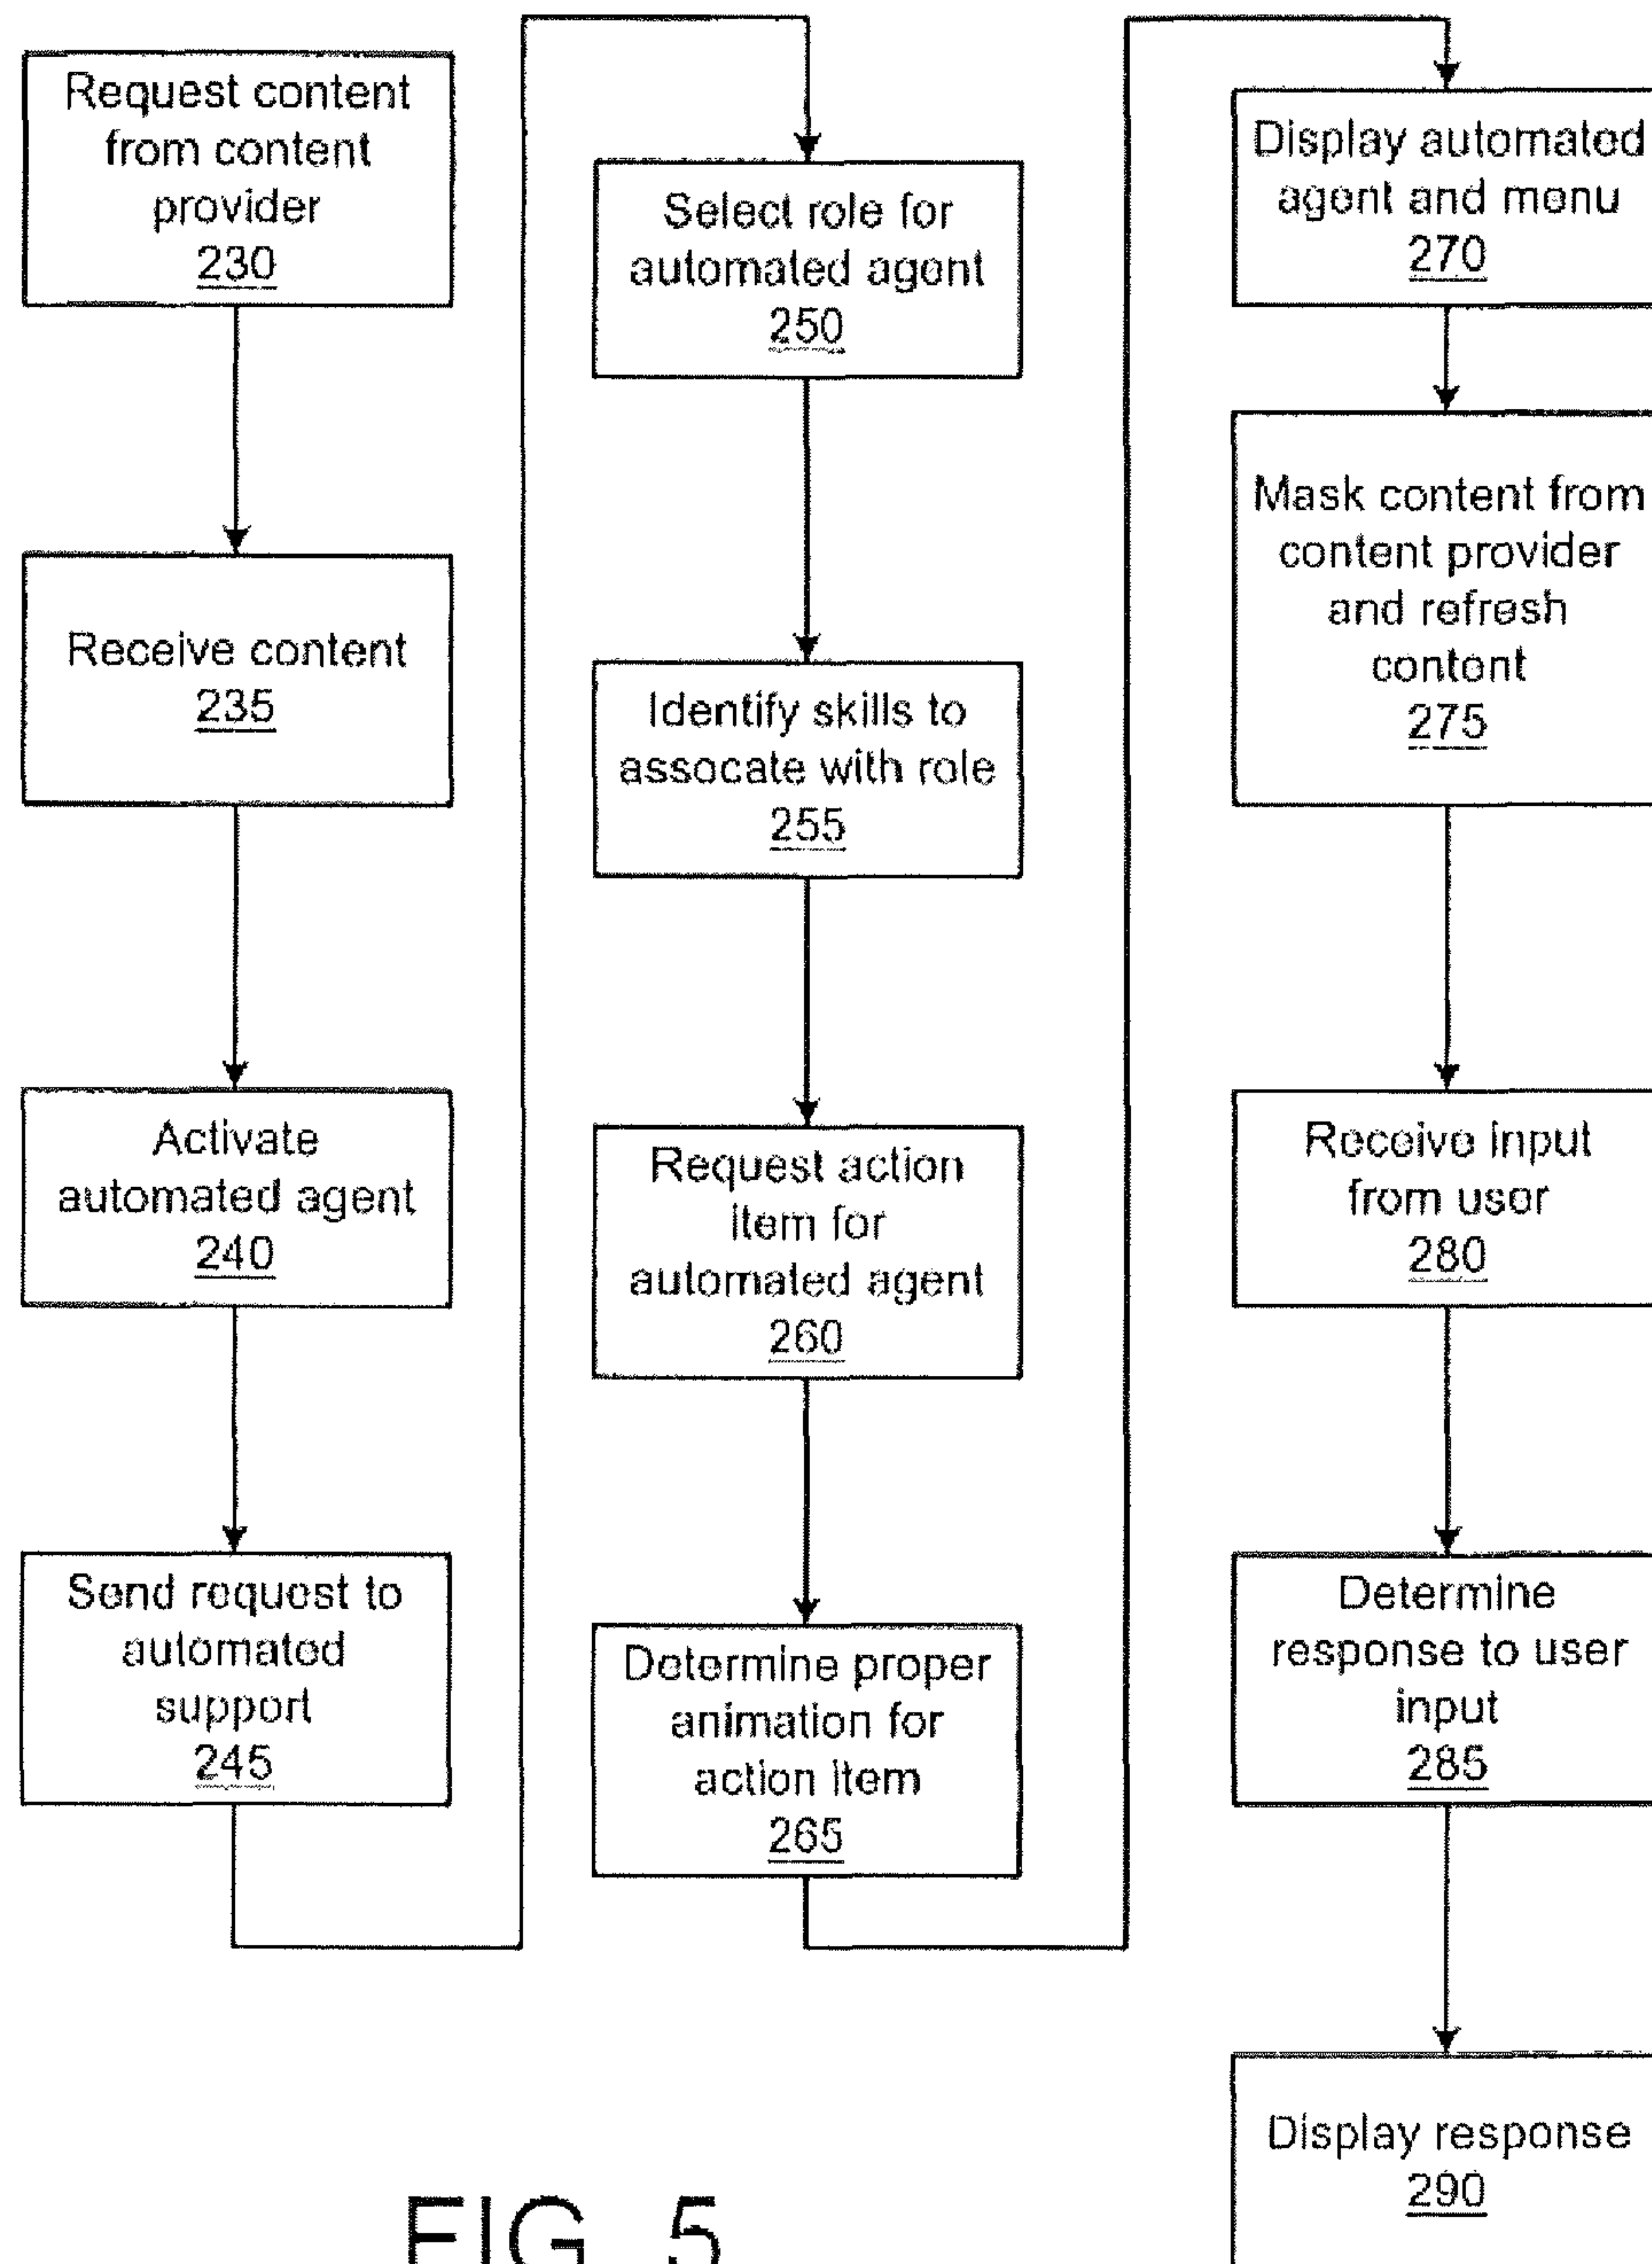 Request content
from content
provider
230
Receive content
235
Activate
automated agent
240
Send request to
automated
support
245
Select role for
automated agent
250
Identify skills to
assocate with role
255
Request action
item for
automated agent
260
Determine proper
animation for
action item
265
Display automated
agent and menu
270
Mask content from
content provider
and refresh
content
275
Receive input
from user
280
Determine
response to user
input
285
Display response
290
FIG. 5